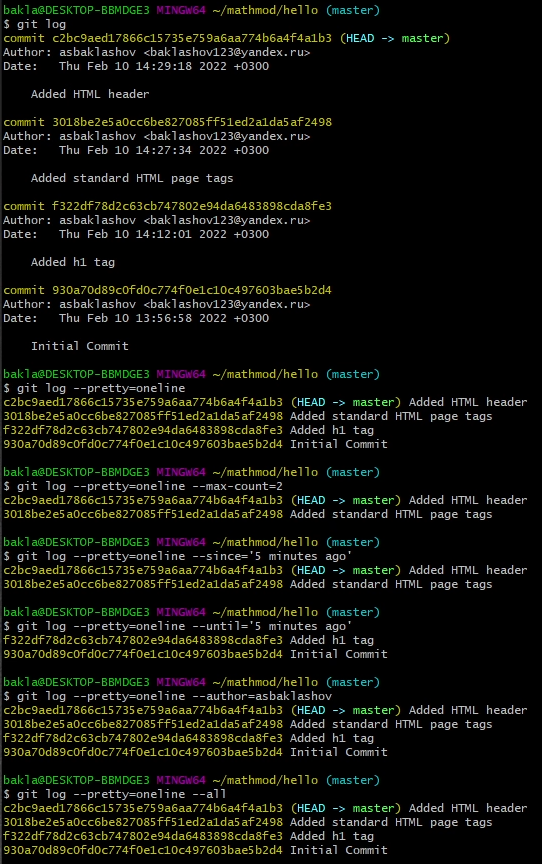 bakla@DESKTOP-BBMDGE3 MINGW64 ~/mathmod/hello (master)
$ git log
commit c2bc9aed17866c15735e759a6aa774b6a4f4a1b3 (HEAD -> master)
Author: asbaklashov <baklashov123@yandex.ru>
Date:   Thu Feb 10 14:29:18 2022 +0300
    Added HTML header
commit 3018be2e5a0cc6be827085ff51ed2a1da5af2498
Author: asbaklashov <baklashov123@yandex.ru>
Date:   Thu Feb 10 14:27:34 2022 +0300
    Added standard HTML page tags
commit f322df78d2c63cb747802e94da6483898cda8fe3
Author: asbaklashov <baklashov123@yandex.ru>
Date:   Thu Feb 10 14:12:01 2022 +0300
    Added h1 tag
commit 930a70d89c0fd0c774f0e1c10c497603bae5b2d4
Author: asbaklashov <baklashov123@yandex.ru>
Date:   Thu Feb 10 13:56:58 2022 +0300
    Initial Commit
bakla@DESKTOP-BBMDGE3 MINGW64 ~/mathmod/hello (master)
$ git log --pretty=oneline
c2bc9aed17866c15735e759a6aa774b6a4f4a1b3 (HEAD -> master) Added HTML header
3018be2e5a0cc6be827085ff51ed2a1da5af2498 Added standard HTML page tags
f322df78d2c63cb747802e94da6483898cda8fe3 Added h1 tag
930a70d89c0fd0c774f0e1c10c497603bae5b2d4 Initial Commit
bakla@DESKTOP-BBMDGE3 MINGW64 ~/mathmod/hello (master)
$ git log --pretty=oneline --max-count=2
c2bc9aed17866c15735e759a6aa774b6a4f4a1b3 (HEAD -> master) Added HTML header
3018be2e5a0cc6be827085ff51ed2a1da5af2498 Added standard HTML page tags
bakla@DESKTOP-BBMDGE3 MINGW64 ~/mathmod/hello (master)
$ git log --pretty=oneline --since='5 minutes ago'
c2bc9aed17866c15735e759a6aa774b6a4f4a1b3 (HEAD -> master) Added HTML header
3018be2e5a0cc6be827085ff51ed2a1da5af2498 Added standard HTML page tags
bakla@DESKTOP-BBMDGE3 MINGW64 ~/mathmod/hello (master)
$ git log --pretty=oneline --until='5 minutes ago'
f322df78d2c63cb747802e94da6483898cda8fe3 Added h1 tag
930a70d89c0fd0c774f0e1c10c497603bae5b2d4 Initial Commit
bakla@DESKTOP-BBMDGE3 MINGW64 ~/mathmod/hello (master)
$ git log --pretty=oneline --author=asbaklashov
c2bc9aed17866c15735e759a6aa774b6a4f4a1b3 (HEAD -> master) Added HTML header
3018be2e5a0cc6be827085ff51ed2a1da5af2498 Added standard HTML page tags
f322df78d2c63cb747802e94da6483898cda8fe3 Added h1 tag
930a70d89c0fd0c774f0e1c10c497603bae5b2d4 Initial Commit
bakla@DESKTOP-BBMDGE3 MINGW64 ~/mathmod/hello (master)
$ git log --pretty=oneline --all
c2bc9aed17866c15735e759a6aa774b6a4f4a1b3 (HEAD -> master) Added HTML header
3018be2e5a0cc6be827085ff51ed2a1da5af2498 Added standard HTML page tags
f322df78d2c63cb747802e94da6483898cda8fe3 Added h1 tag
930a70d89c0fd0c774f0e1c10c497603bae5b2d4 Initial Commit